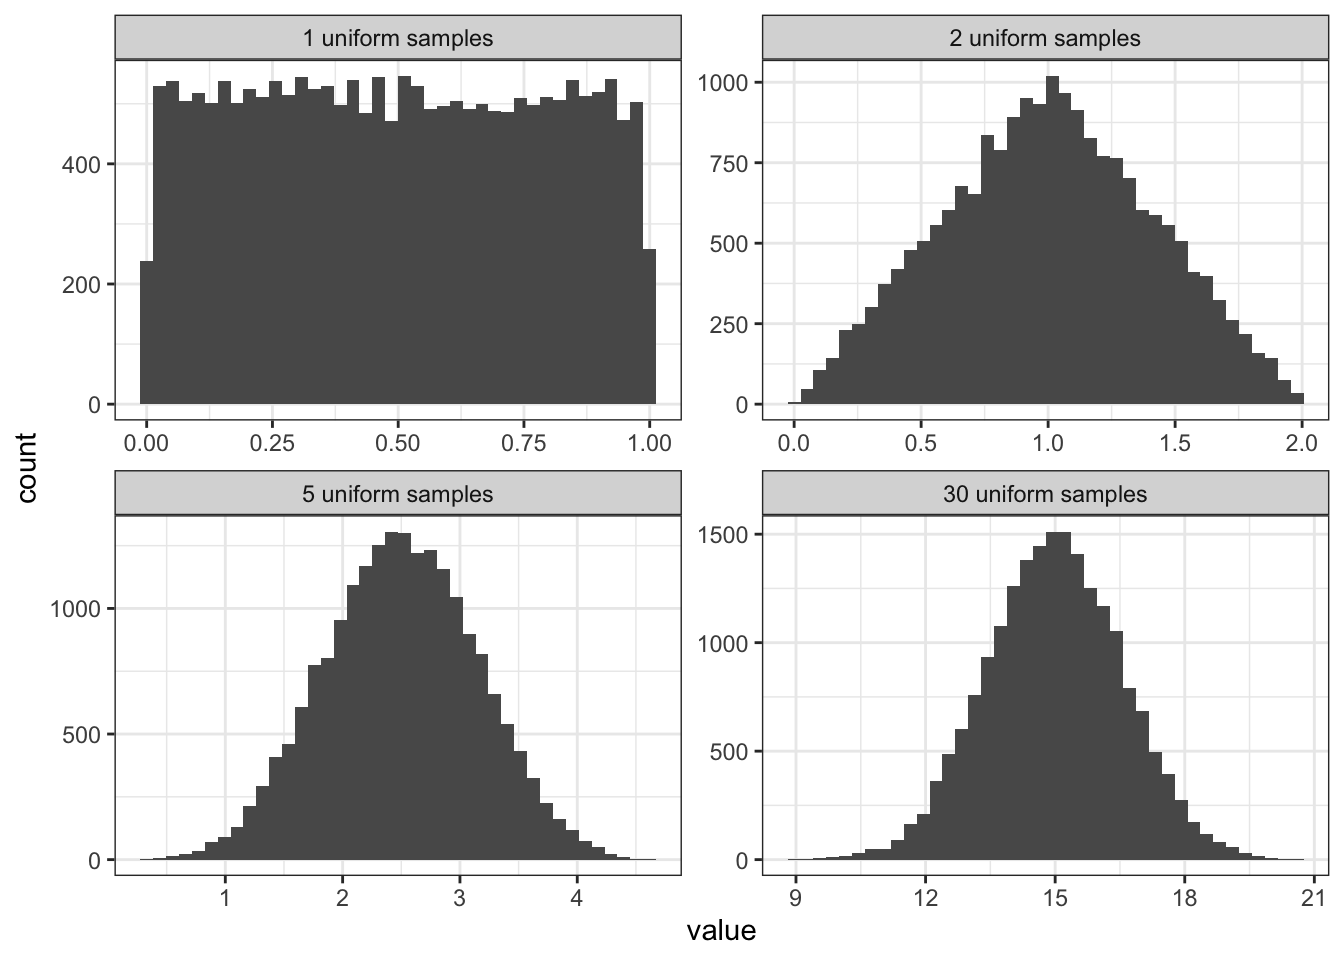 1 uniform samples
2 uniform samples
400
200
0
0.00 0.25 0.50 0.75 1.00
1000
750
500
250
0
0.0 0.5 1.0 1.5 2.0
count
5 uniform samples
30 uniform samples
1000
500
0
1 2 3 4
1500
1000
500
0
9 12 15 18 21
value